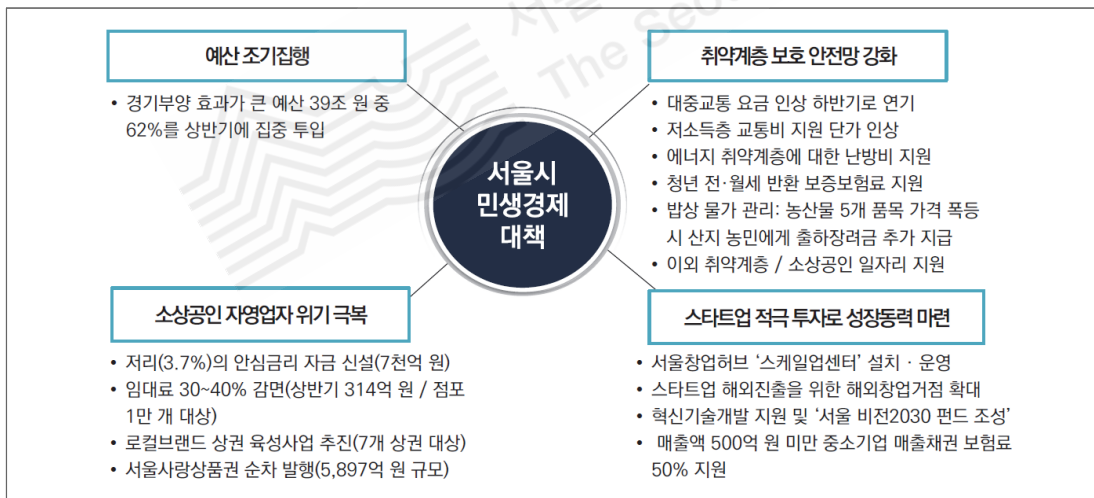 서울
The Seou
예산 조기집행
• 경기부양 효과가 큰 예산 39조 원 중
62%를 상반기에 집중 투입
취약계층 보호 안전망 강화
• 대중교통 요금 인상 하반기로 연기
• 저소득층 교통비 지원 단가 인상
• 에너지 취약계층에 대한 난방비 지원
• 청년 전·월세 반환 보증보험료 지원
• 밥상 물가 관리: 농산물 5개 품목 가격 폭등
시 산지 농민에게 출하장려금 추가 지급
• 이외 취약계층 / 소상공인 일자리 지원
서울시
민생경제
대책
소상공인 자영업자 위기 극복
• 저리(3.7%)의 안심금리 자금 신설(7천억 원)
• 임대료 30~40% 감면(상반기 314억 원 / 점포
1만 개 대상)
• 로컬브랜드 상권 육성사업 추진(7개 상권 대상)
• 서울사랑상품권 순차 발행(5,897억 원 규모)
스타트업 적극 투자로 성장동력 마련
• 서울창업허브 ‘스케일업센터’ 설치 · 운영
• 스타트업 해외진출을 위한 해외창업거점 확대
• 혁신기술개발 지원 및 ‘서울 비전2030 펀드 조성’
• 매출액 500억 원 미만 중소기업 매출채권 보험료
50% 지원